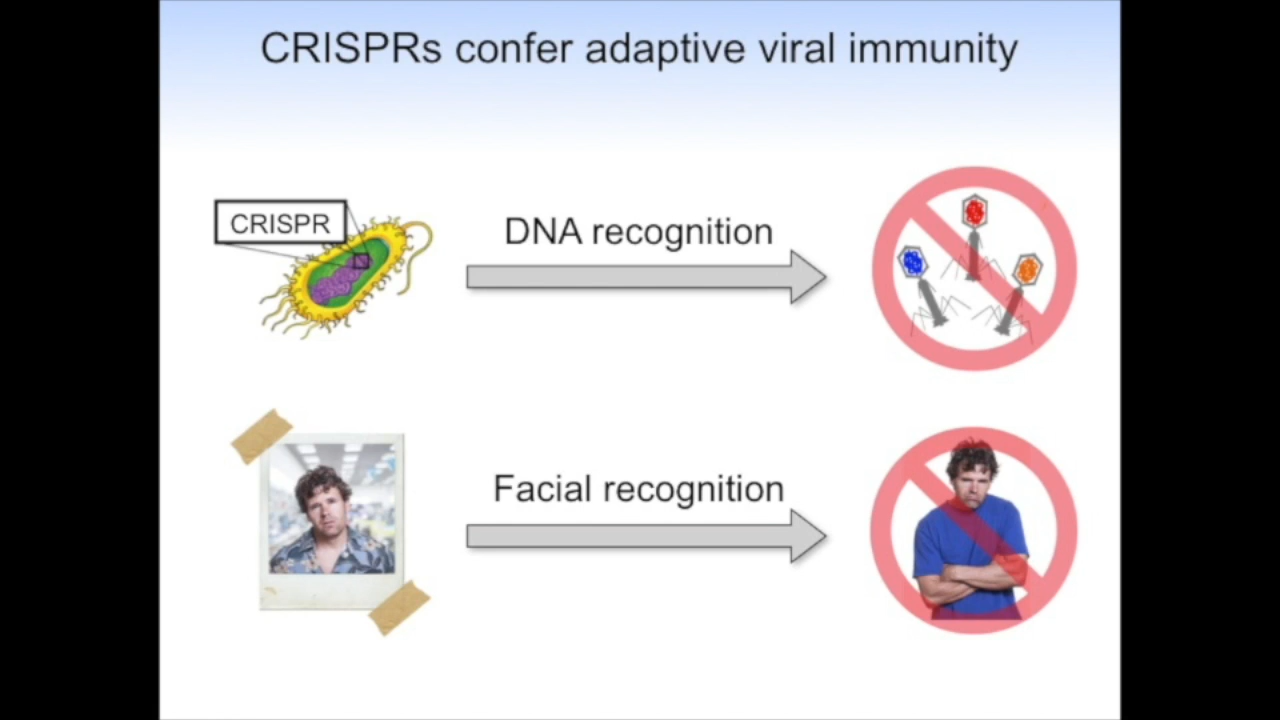 CRISPRs confer adaptive viral immunity
CRISPR
DNA recognition
Facial recognition